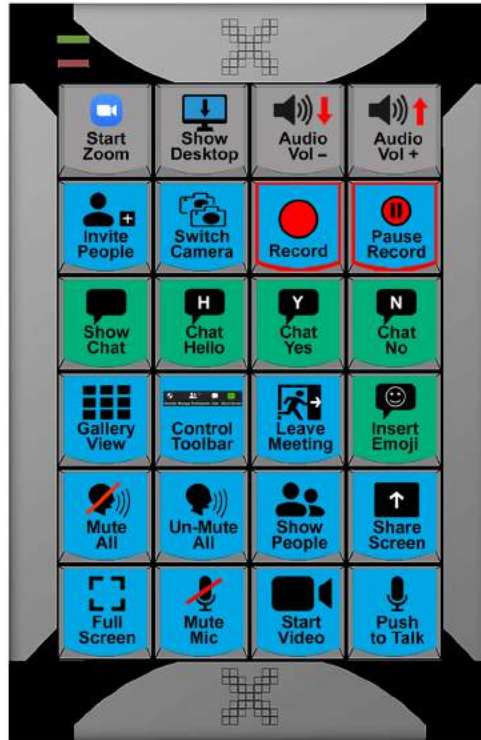 Start
Zoom
Show
Desktop
Audio
Vol –
Audio
Vol +
Invite
People
Switch
Camera
Record
Pause
Record
Show
Chat
H
Chat
Hello
Y
Chat
Yes
N
Chat
No
Gallery
View
Control
Toolbar
Leave
Meeting
Insert
Emoji
Mute
All
Un-Mute
All
Show
People
Share
Screen
Full
Screen
Mute
Mic
Start
Video
Push
to Talk